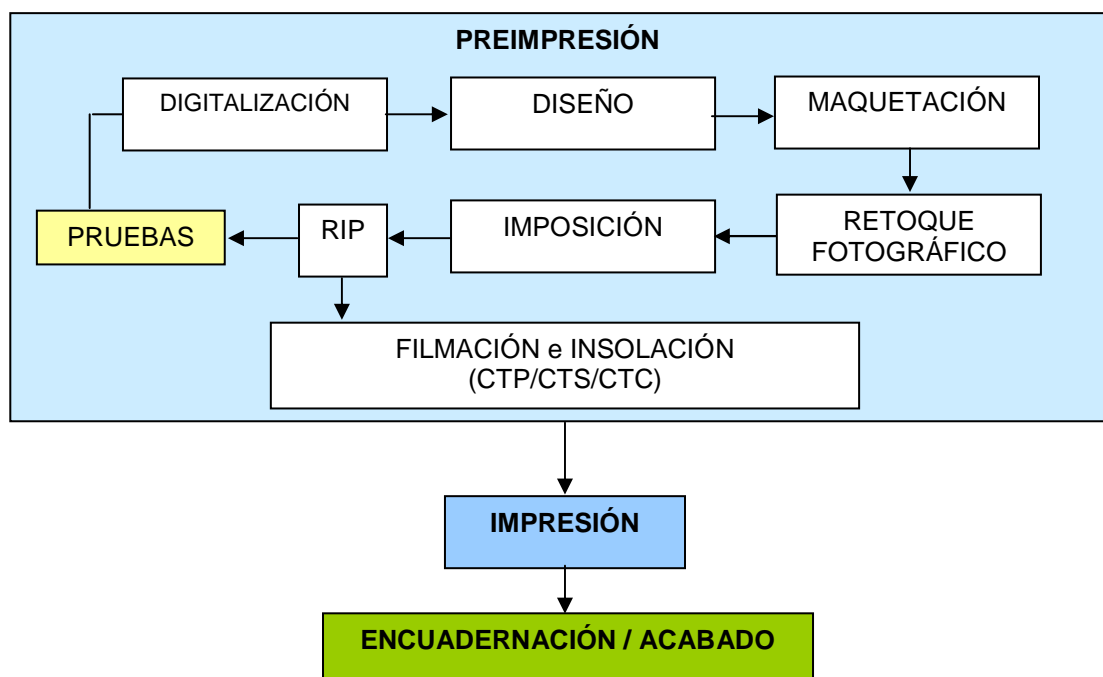 PREIMPRESIÓN
DIGITALIZACIÓN
DISEÑO
MAQUETACIÓN
PRUEBAS
RIP
IMPOSICIÓN
RETOQUE
FOTOGRÁFICO
FILMACIÓN e INSOLACIÓN
(CTP/CTS/CTC)
IMPRESIÓN
ENCUADERNACIÓN / ACABADO